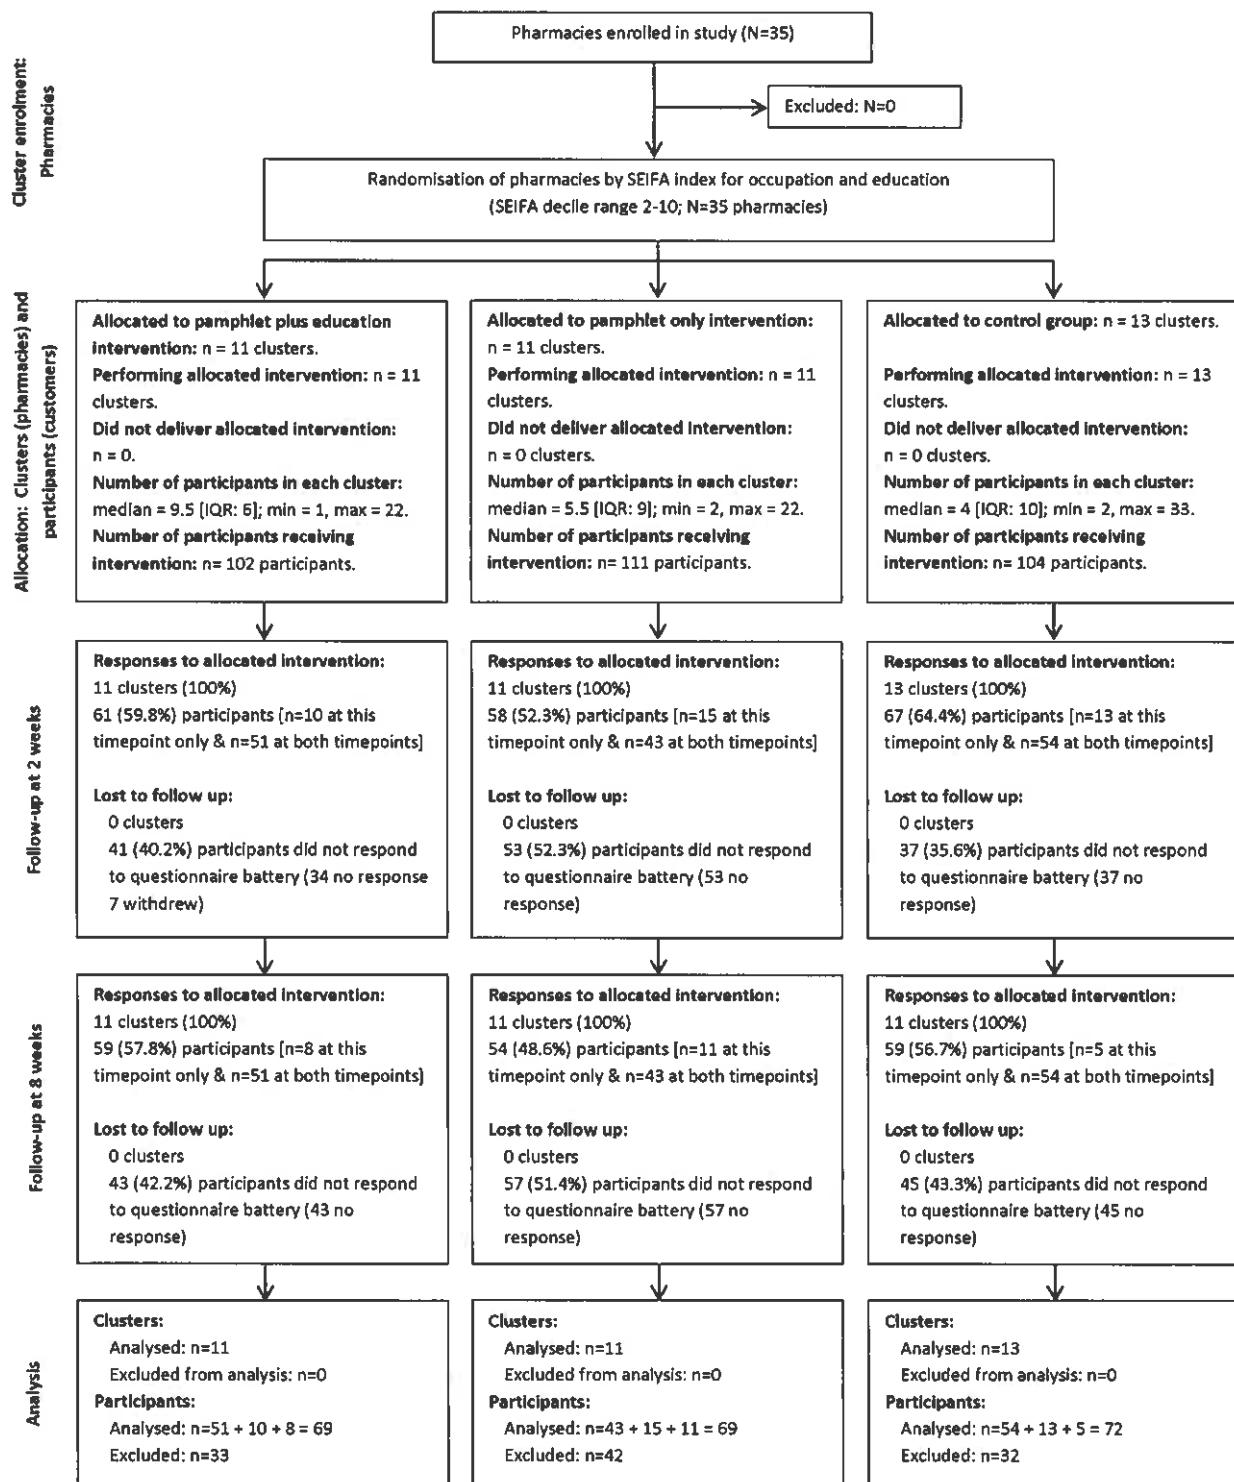 Cluster enrolment:
Pharmacies
Pharmacies enrolled in study (N=35)
Excluded: N=0
Randomisation of pharmacies by SEIFA index for occupation and education
(SEIFA decile range 2-10; N=35 pharmacies)
Allocation: Clusters (pharmacies) and
participants (customers)
Allocated to pamphlet plus education
intervention: n = 11 clusters.
Performing allocated intervention: n = 11
clusters.
Did not deliver allocated intervention:
n = 0.
Number of participants in each cluster:
median = 9.5 [IQR: 6]; min = 1, max = 22.
Number of participants receiving
intervention: n= 102 participants.
Allocated to pamphlet only intervention:
n = 11 clusters.
Performing allocated intervention: n = 11
clusters.
Did not deliver allocated intervention:
n = 0 clusters.
Number of participants in each cluster:
median = 5.5 [IQR: 9]; min = 2, max = 22.
Number of participants receiving
intervention: n= 111 participants.
Allocated to control group: n = 13 clusters.
Performing allocated intervention: n = 13
clusters.
Did not deliver allocated intervention:
n = 0 clusters.
Number of participants in each cluster:
median = 4 [IQR: 10]; min = 2, max = 33.
Number of participants receiving
intervention: n= 104 participants.
Follow-up at 2 weeks
Responses to allocated intervention:
11 clusters (100%)
61 (59.8%) participants [n=10 at this
timepoint only & n=51 at both timepoints]
Lost to follow up:
0 clusters
41 (40.2%) participants did not respond
to questionnaire battery (34 no response
7 withdrew)
Responses to allocated intervention:
11 clusters (100%)
58 (52.3%) participants [n=15 at this
timepoint only & n=43 at both timepoints]
Lost to follow up:
0 clusters
53 (52.3%) participants did not respond
to questionnaire battery (53 no
response)
Responses to allocated intervention:
13 clusters (100%)
67 (64.4%) participants [n=13 at this
timepoint only & n=54 at both timepoints]
Lost to follow up:
0 clusters
37 (35.6%) participants did not respond
to questionnaire battery (37 no
response)
Follow-up at 8 weeks
Responses to allocated intervention:
11 clusters (100%)
59 (57.8%) participants [n=8 at this
timepoint only & n=51 at both timepoints]
Lost to follow up:
0 clusters
43 (42.2%) participants did not respond
to questionnaire battery (43 no
response)
Responses to allocated intervention:
11 clusters (100%)
54 (48.6%) participants [n=11 at this
timepoint only & n=43 at both timepoints]
Lost to follow up:
0 clusters
57 (51.4%) participants did not respond
to questionnaire battery (57 no
response)
Responses to allocated intervention:
11 clusters (100%)
59 (56.7%) participants [n=5 at this
timepoint only & n=54 at both timepoints]
Lost to follow up:
0 clusters
45 (43.3%) participants did not respond
to questionnaire battery (45 no
response)
Analysis
Clusters:
Analysed: n=11
Excluded from analysis: n=0
Participants:
Analysed: n=51 + 10 + 8 = 69
Excluded: n=33
Clusters:
Analysed: n=11
Excluded from analysis: n=0
Participants:
Analysed: n=43 + 15 + 11 = 69
Excluded: n=42
Clusters:
Analysed: n=13
Excluded from analysis: n=0
Participants:
Analysed: n=54 + 13 + 5 = 72
Excluded: n=32